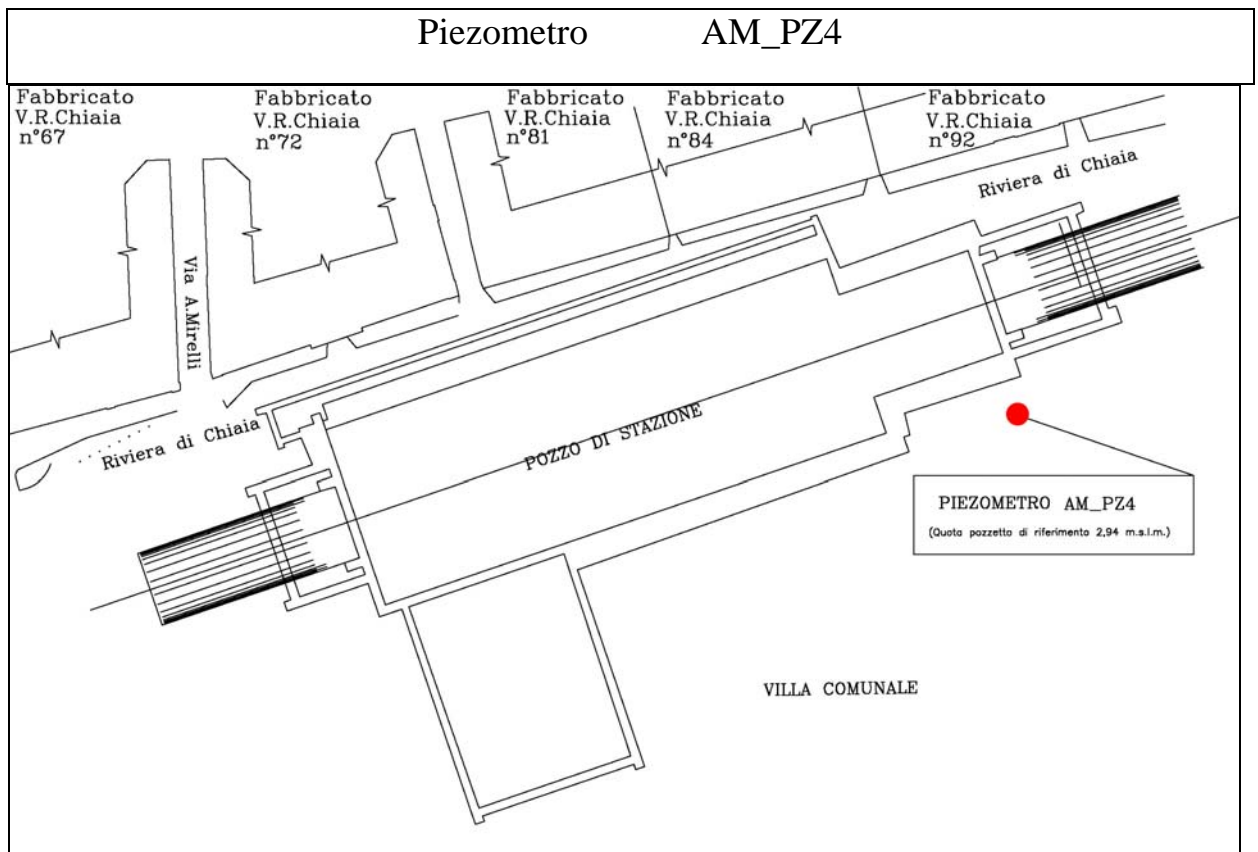 Piezometro AM_PZ4
Fabbricato
V.R.Chiaia
n°67
Fabbricato
V.R.Chiaia
n°72
Fabbricato
V.R.Chiaia
n°81
Fabbricato
V.R.Chiaia
n°84
Fabbricato
V.R.Chiaia
n°92
Riviera di Chiaia
Via A.Mirelli
Riviera di Chiaia
POZZO DI STAZIONE
PIEZOMETRO AM_PZ4
(Quota pozzetto di riferimento 2,94 m.s.l.m.)
VILLA COMUNALE